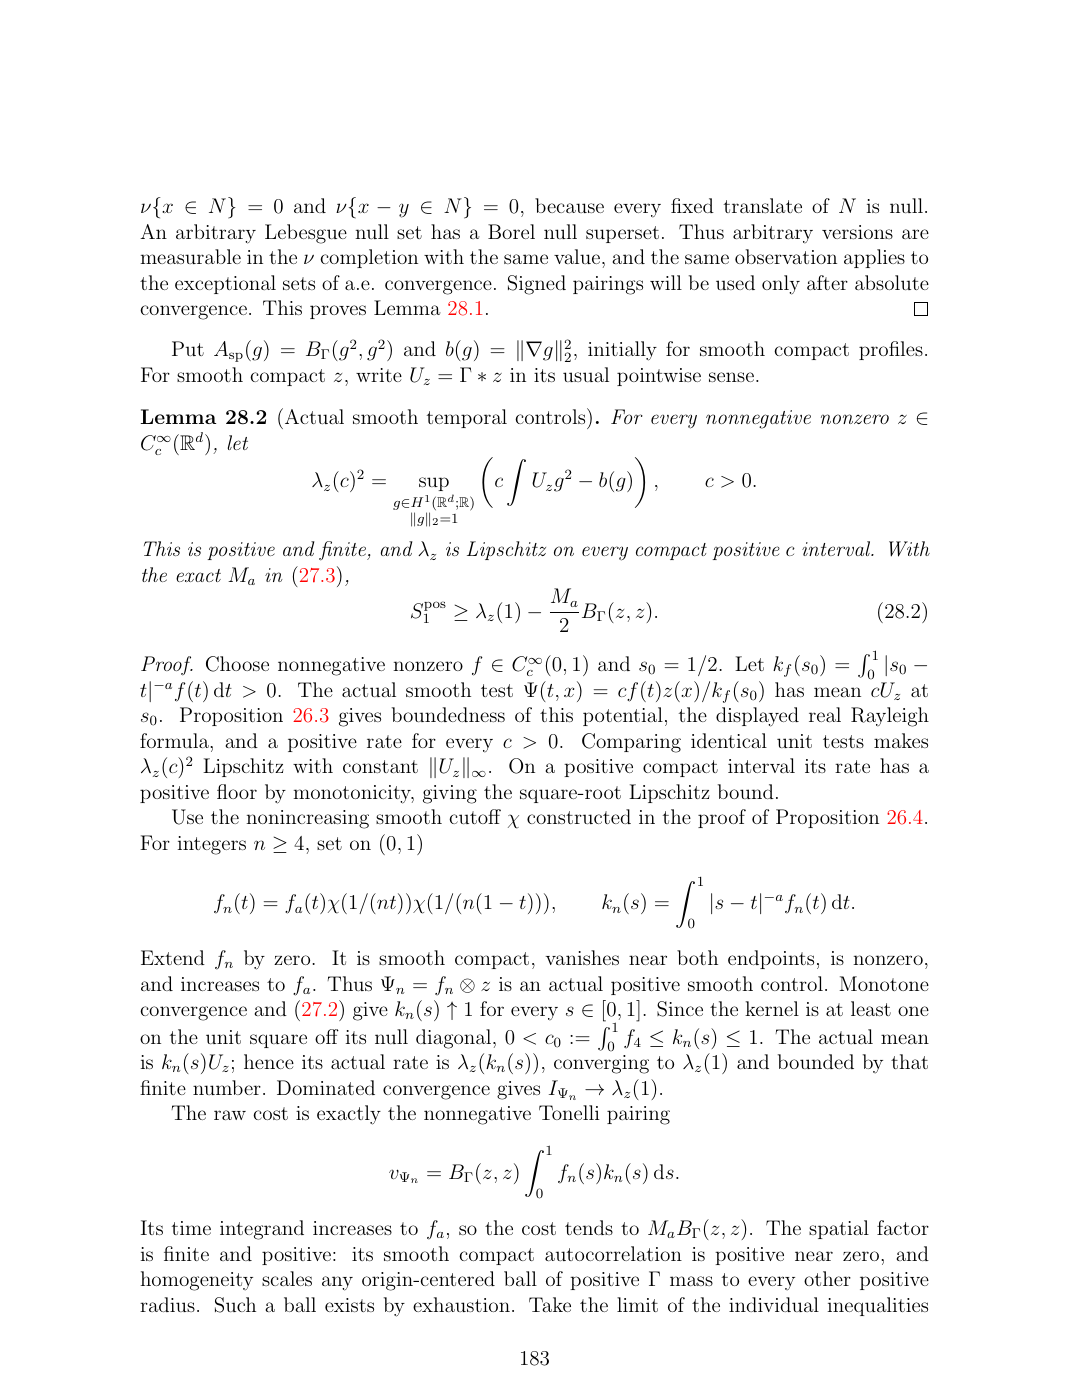 ν{x ∈ N} = 0 and ν{x − y ∈ N} = 0, because every fixed translate of N is null.
An arbitrary Lebesgue null set has a Borel null superset. Thus arbitrary versions are
measurable in the ν completion with the same value, and the same observation applies to
the exceptional sets of a.e. convergence. Signed pairings will be used only after absolute
convergence. This proves Lemma 28.1. □
Put A_sp(g) = B_Γ(g², g²) and b(g) = ‖∇g‖₂², initially for smooth compact profiles.
For smooth compact z, write U_z = Γ ∗ z in its usual pointwise sense.
Lemma 28.2 (Actual smooth temporal controls). For every nonnegative nonzero z ∈
C_c^∞(ℝ^d), let
λ_z(c)² = sup_{g∈H¹(ℝ^d;ℝ) ‖g‖₂=1} (c ∫ U_z g² − b(g)), c > 0.
This is positive and finite, and λ_z is Lipschitz on every compact positive c interval. With
the exact M_a in (27.3),
S_1^pos ≥ λ_z(1) − M_a/2 B_Γ(z, z). (28.2)
Proof. Choose nonnegative nonzero f ∈ C_c^∞(0, 1) and s₀ = 1/2. Let k_f(s₀) = ∫_0^1 |s₀ −
t|^{−a} f(t) dt > 0. The actual smooth test Ψ(t, x) = cf(t)z(x)/k_f(s₀) has mean cU_z at
s₀. Proposition 26.3 gives boundedness of this potential, the displayed real Rayleigh
formula, and a positive rate for every c > 0. Comparing identical unit tests makes
λ_z(c)² Lipschitz with constant ‖U_z‖_∞. On a positive compact interval its rate has a
positive floor by monotonicity, giving the square-root Lipschitz bound.
Use the nonincreasing smooth cutoff χ constructed in the proof of Proposition 26.4.
For integers n ≥ 4, set on (0, 1)
f_n(t) = f_a(t)χ(1/(nt))χ(1/(n(1 − t))), k_n(s) = ∫_0^1 |s − t|^{−a} f_n(t) dt.
Extend f_n by zero. It is smooth compact, vanishes near both endpoints, is nonzero,
and increases to f_a. Thus Ψ_n = f_n ⊗ z is an actual positive smooth control. Monotone
convergence and (27.2) give k_n(s) ↑ 1 for every s ∈ [0, 1]. Since the kernel is at least one
on the unit square off its null diagonal, 0 < c₀ := ∫_0^1 f₄ ≤ k_n(s) ≤ 1. The actual mean
is k_n(s)U_z; hence its actual rate is λ_z(k_n(s)), converging to λ_z(1) and bounded by that
finite number. Dominated convergence gives I_{Ψ_n} → λ_z(1).
The raw cost is exactly the nonnegative Tonelli pairing
v_{Ψ_n} = B_Γ(z, z) ∫_0^1 f_n(s)k_n(s) ds.
Its time integrand increases to f_a, so the cost tends to M_a B_Γ(z, z). The spatial factor
is finite and positive: its smooth compact autocorrelation is positive near zero, and
homogeneity scales any origin-centered ball of positive Γ mass to every other positive
radius. Such a ball exists by exhaustion. Take the limit of the individual inequalities
183